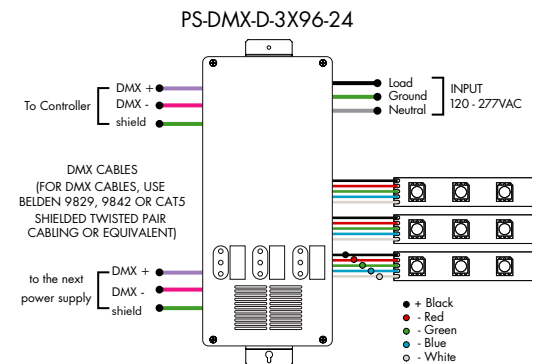 PS-DMX-D-3X96-24
To Controller
DMX +
DMX -
shield
Load
Ground
Neutral
INPUT
120 - 277VAC
DMX CABLES
(FOR DMX CABLES, USE
BELDEN 9829, 9842 OR CAT5
SHIELDED TWISTED PAIR
CABLING OR EQUIVALENT)
to the next
power supply
DMX +
DMX -
shield
+ Black
- Red
- Green
- Blue
- White